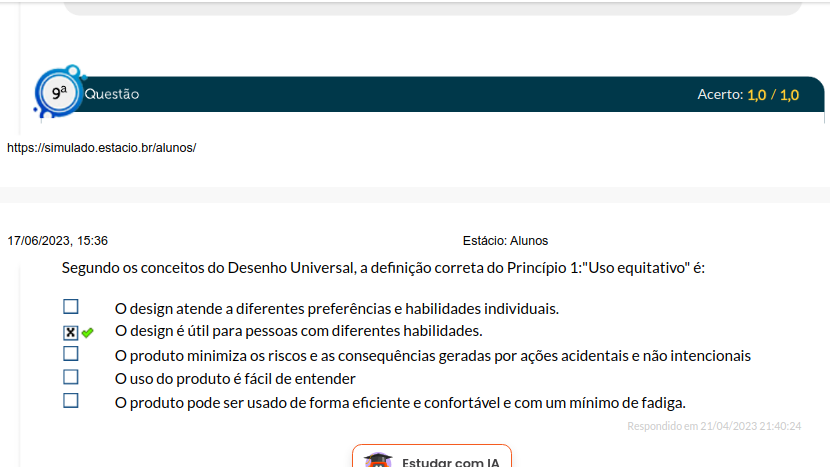 9ª Questão Acerto: 1,0 / 1,0
https://simulado.estacio.br/alunos/
17/06/2023, 15:36 Estácio: Alunos
Segundo os conceitos do Desenho Universal, a definição correta do Princípio 1:"Uso equitativo" é:
O design atende a diferentes preferências e habilidades individuais.
O design é útil para pessoas com diferentes habilidades.
O produto minimiza os riscos e as consequências geradas por ações acidentais e não intencionais
O uso do produto é fácil de entender
O produto pode ser usado de forma eficiente e confortável e com um mínimo de fadiga.
Respondido em 21/04/2023 21:40:24
Estudar com IA